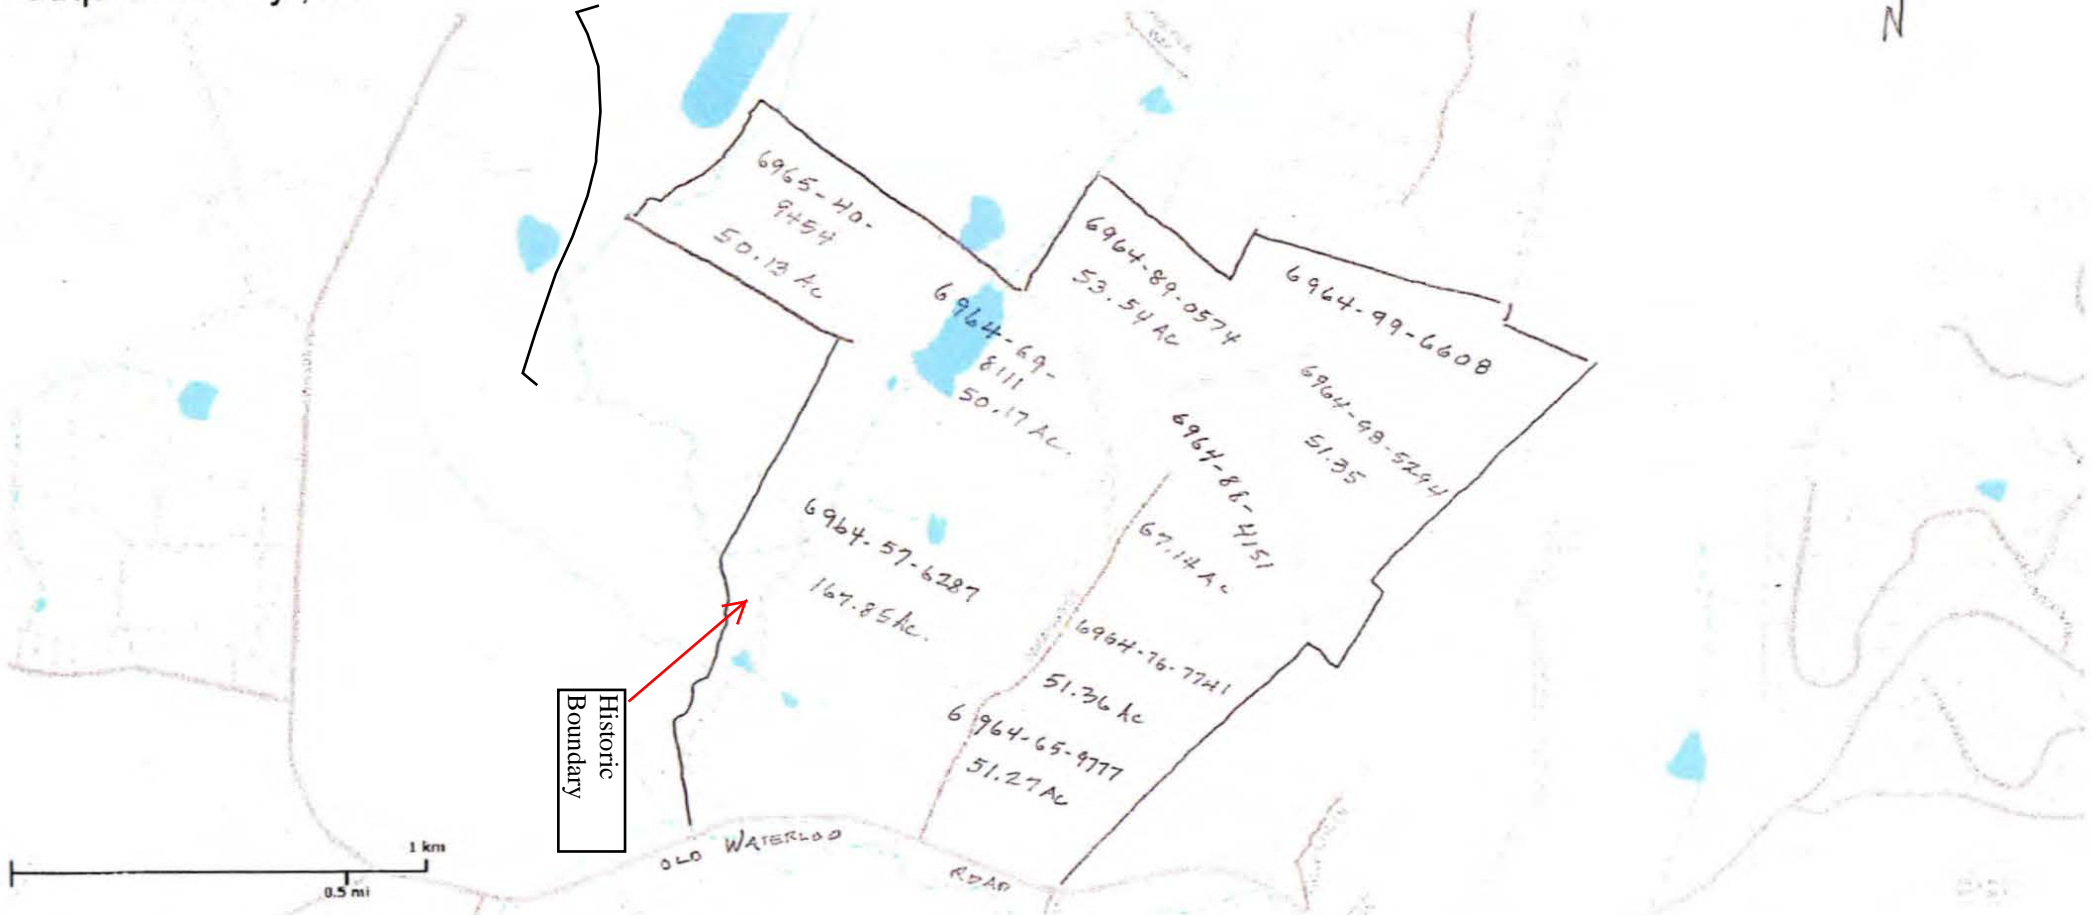 N
6965-40-
9454
50.13 Ac
6964-69-
8111
50.17 Ac.
6964-89-0574
53.54 Ac
6964-99-6608
6964-98-5294
51.35
6964-88-4151
67.14 Ac
6964-57-6287
167.85 Ac.
6964-76-7741
51.36 Ac
6964-65-9777
51.27 Ac
Historic
Boundary
OLD WATERLOO
ROAD
1 km
0.5 mi